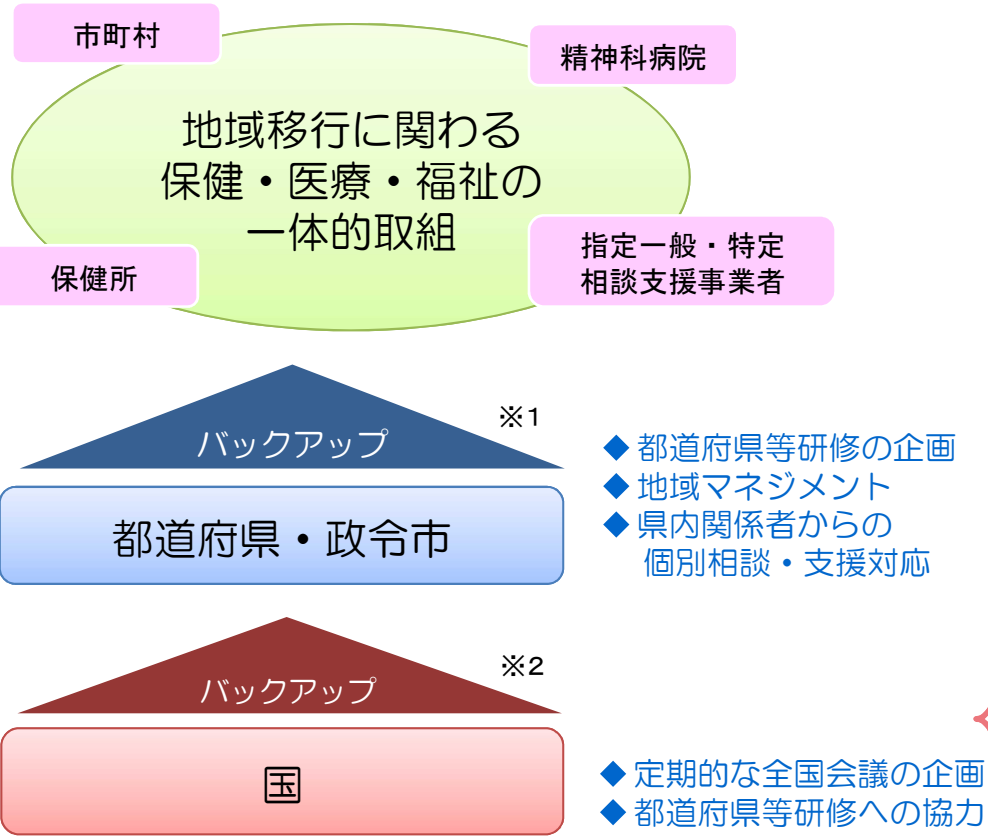 市町村
精神科病院
地域移行に関わる
保健・医療・福祉の
一体的取組
保健所
指定一般・特定
相談支援事業者
バックアップ
※1
都道府県・政令市
◆ 都道府県等研修の企画
◆ 地域マネジメント
◆ 県内関係者からの
個別相談・支援対応
バックアップ
※2
国
◆ 定期的な全国会議の企画
◆ 都道府県等研修への協力